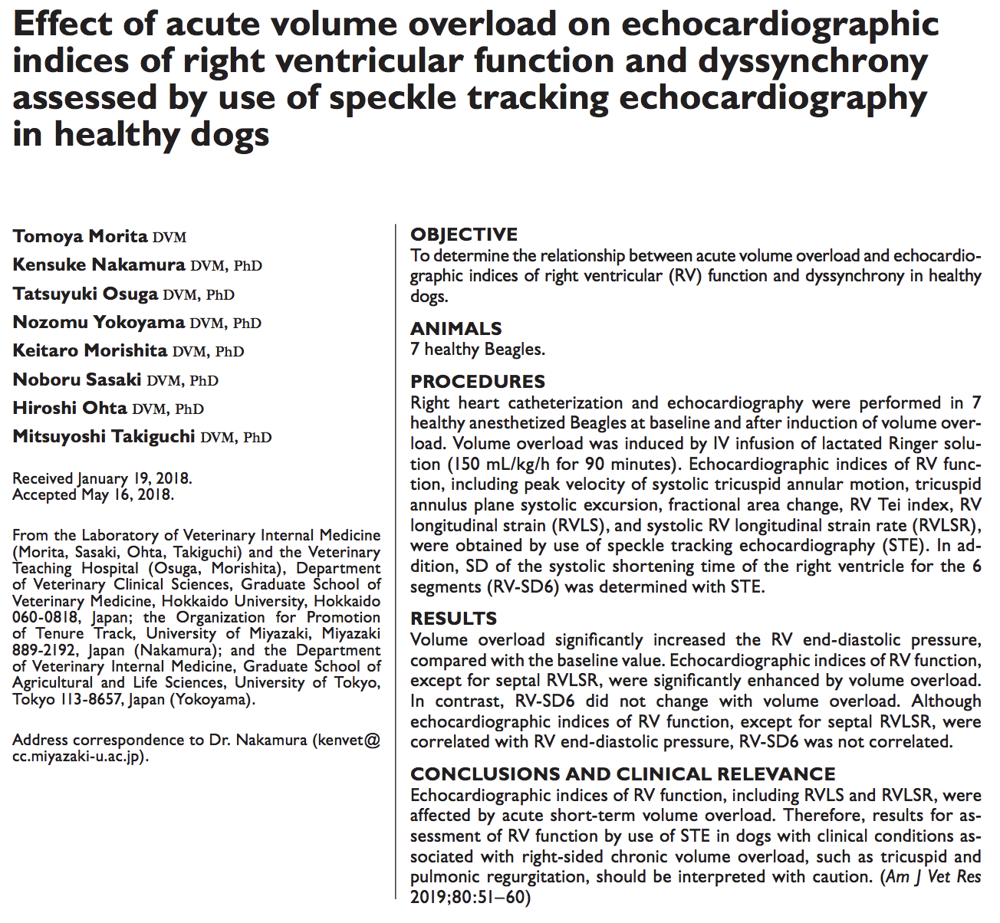 Effect of acute volume overload on echocardiographic
indices of right ventricular function and dyssynchrony
assessed by use of speckle tracking echocardiography
in healthy dogs
Tomoya Morita DVM
Kensuke Nakamura DVM, PhD
Tatsuyuki Osuga DVM, PhD
Nozomu Yokoyama DVM, PhD
Keitaro Morishita DVM, PhD
Noboru Sasaki DVM, PhD
Hiroshi Ohta DVM, PhD
Mitsuyoshi Takiguchi DVM, PhD
Received January 19, 2018.
Accepted May 16, 2018.
From the Laboratory of Veterinary Internal Medicine
(Morita, Sasaki, Ohta, Takiguchi) and the Veterinary
Teaching Hospital (Osuga, Morishita), Department
of Veterinary Clinical Sciences, Graduate School of
Veterinary Medicine, Hokkaido University, Hokkaido
060-0818, Japan; the Organization for Promotion
of Tenure Track, University of Miyazaki, Miyazaki
889-2192, Japan (Nakamura); and the Department
of Veterinary Internal Medicine, Graduate School of
Agricultural and Life Sciences, University of Tokyo,
Tokyo 113-8657, Japan (Yokoyama).
Address correspondence to Dr. Nakamura (kenvet@
cc.miyazaki-u.ac.jp).
OBJECTIVE
To determine the relationship between acute volume overload and echocardio-
graphic indices of right ventricular (RV) function and dyssynchrony in healthy
dogs.
ANIMALS
7 healthy Beagles.
PROCEDURES
Right heart catheterization and echocardiography were performed in 7
healthy anesthetized Beagles at baseline and after induction of volume over-
load. Volume overload was induced by IV infusion of lactated Ringer solu-
tion (150 mL/kg/h for 90 minutes). Echocardiographic indices of RV func-
tion, including peak velocity of systolic tricuspid annular motion, tricuspid
annulus plane systolic excursion, fractional area change, RV Tei index, RV
longitudinal strain (RVLS), and systolic RV longitudinal strain rate (RVLSR),
were obtained by use of speckle tracking echocardiography (STE). In ad-
dition, SD of the systolic shortening time of the right ventricle for the 6
segments (RV-SD6) was determined with STE.
RESULTS
Volume overload significantly increased the RV end-diastolic pressure,
compared with the baseline value. Echocardiographic indices of RV function,
except for septal RVLSR, were significantly enhanced by volume overload.
In contrast, RV-SD6 did not change with volume overload. Although
echocardiographic indices of RV function, except for septal RVLSR, were
correlated with RV end-diastolic pressure, RV-SD6 was not correlated.
CONCLUSIONS AND CLINICAL RELEVANCE
Echocardiographic indices of RV function, including RVLS and RVLSR, were
affected by acute short-term volume overload. Therefore, results for as-
sessment of RV function by use of STE in dogs with clinical conditions as-
sociated with right-sided chronic volume overload, such as tricuspid and
pulmonic regurgitation, should be interpreted with caution. (Am J Vet Res
2019;80:51–60)